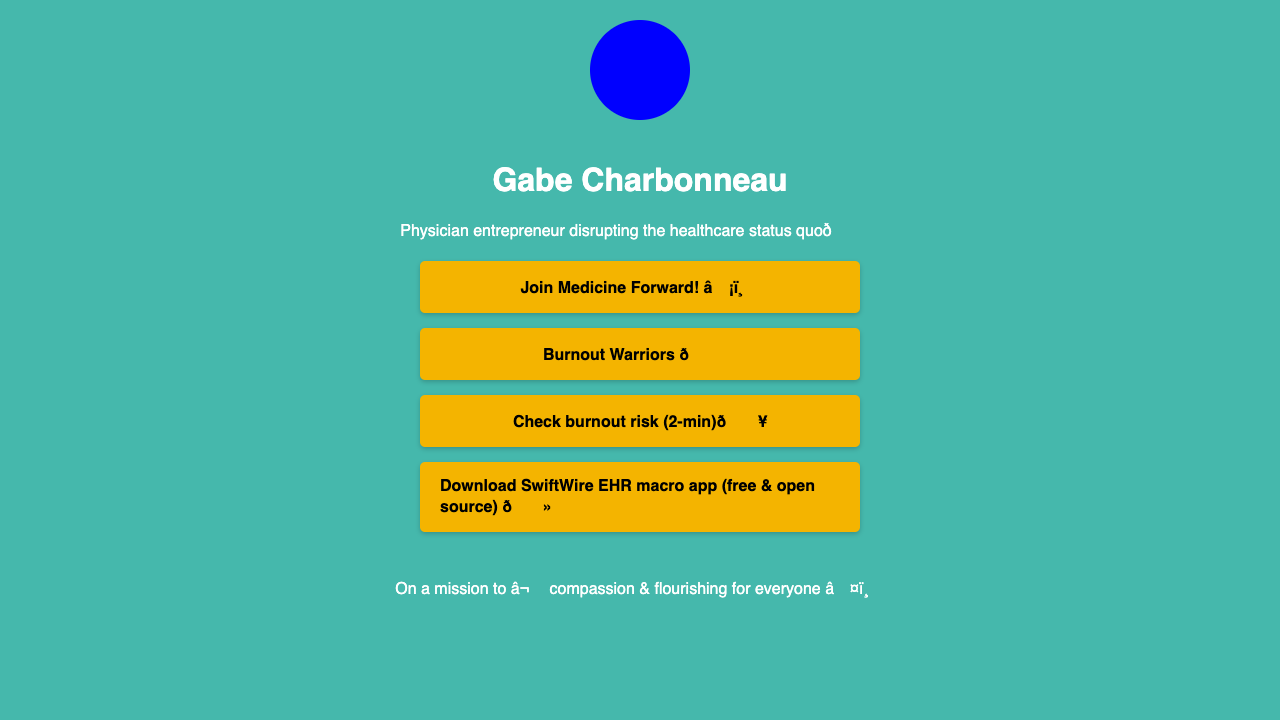 Gabe Charbonneau
Physician entrepreneur disrupting the healthcare status quoð
Join Medicine Forward! â ¡ï¸
Burnout Warriors ð
Check burnout risk (2-min)ð ¥
Download SwiftWire EHR macro app (free & open
source) ð »
On a mission to â¬ compassion & flourishing for everyone â ¤ï¸